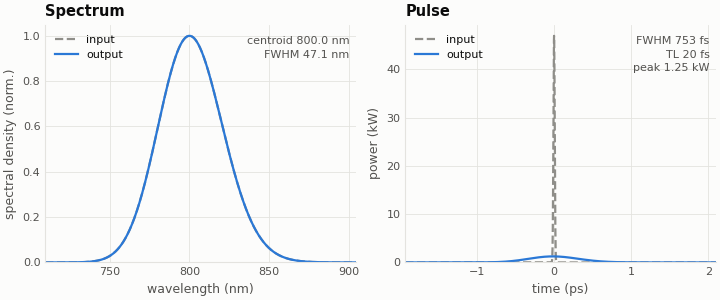 Spectrum
input
output
centroid 800.0 nm
FWHM 47.1 nm
1.0
0.8
0.6
0.4
0.2
0.0
spectral density (norm.)
750
800
850
900
wavelength (nm)
Pulse
input
output
FWHM 753 fs
TL 20 fs
peak 1.25 kW
40
30
20
10
0
power (kW)
−1
0
1
2
time (ps)